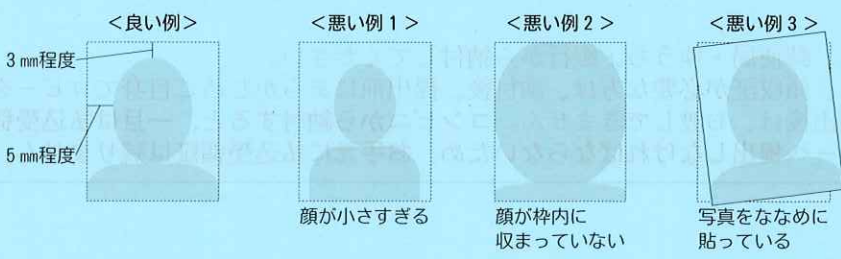 ＜良い例＞
＜悪い例 1 ＞
＜悪い例 2 ＞
＜悪い例 3 ＞
3 ㎜程度
5 ㎜程度
顔が小さすぎる
顔が枠内に
収まっていない
写真をななめに
貼っている